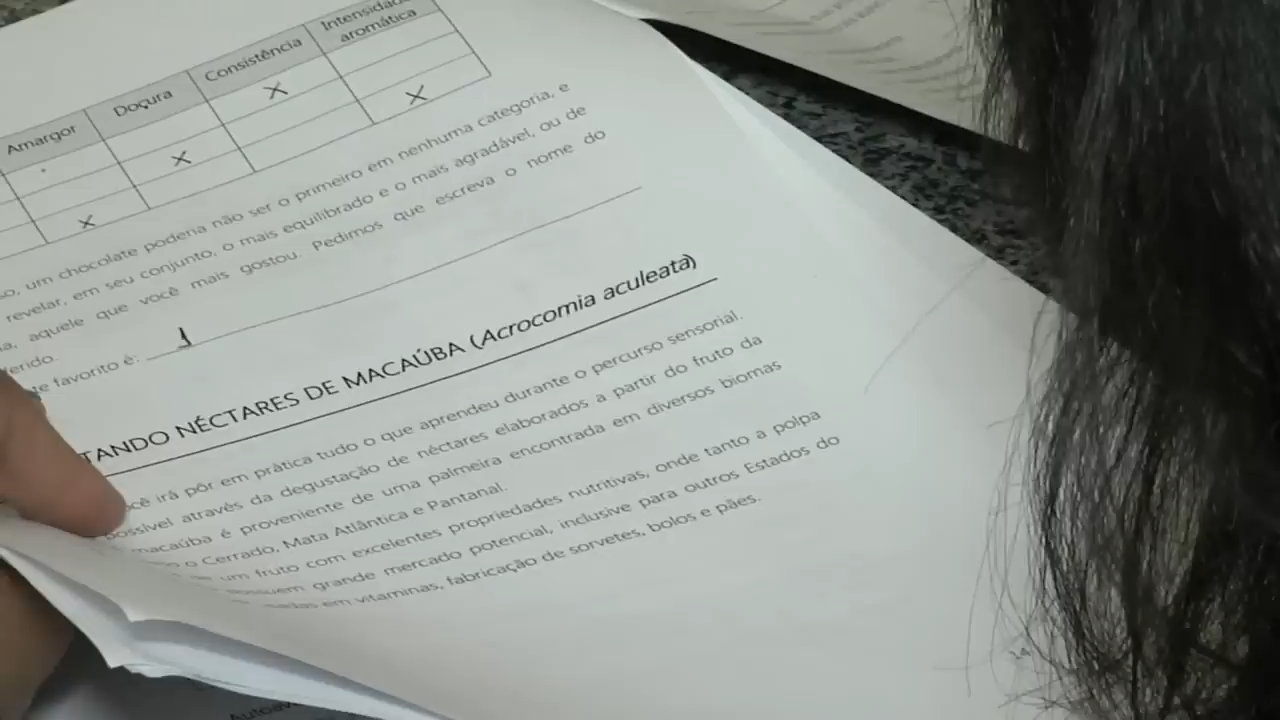 Amargor Doçura Consistência Intensidade aromática
X
X
X
X
um chocolate poderia não ser o primeiro em nenhuma categoria, e
revelar, em seu conjunto, o mais equilibrado e o mais agradável, ou de
aquele que você mais gostou. Pedimos que escreva o nome do
favorito é: 1
TANDO NÉCTARES DE MACAÚBA (Acrocomia aculeata)
irá pôr em prática tudo o que aprendeu durante o percurso sensorial.
possível através da degustação de néctares elaborados a partir do fruto da
macaúba é proveniente de uma palmeira encontrada em diversos biomas
o Cerrado, Mata Atlântica e Pantanal.
um fruto com excelentes propriedades nutritivas, onde tanto a polpa
grande mercado potencial, inclusive para outros Estados do
em vitaminas, fabricação de sorvetes, bolos e pães.
14